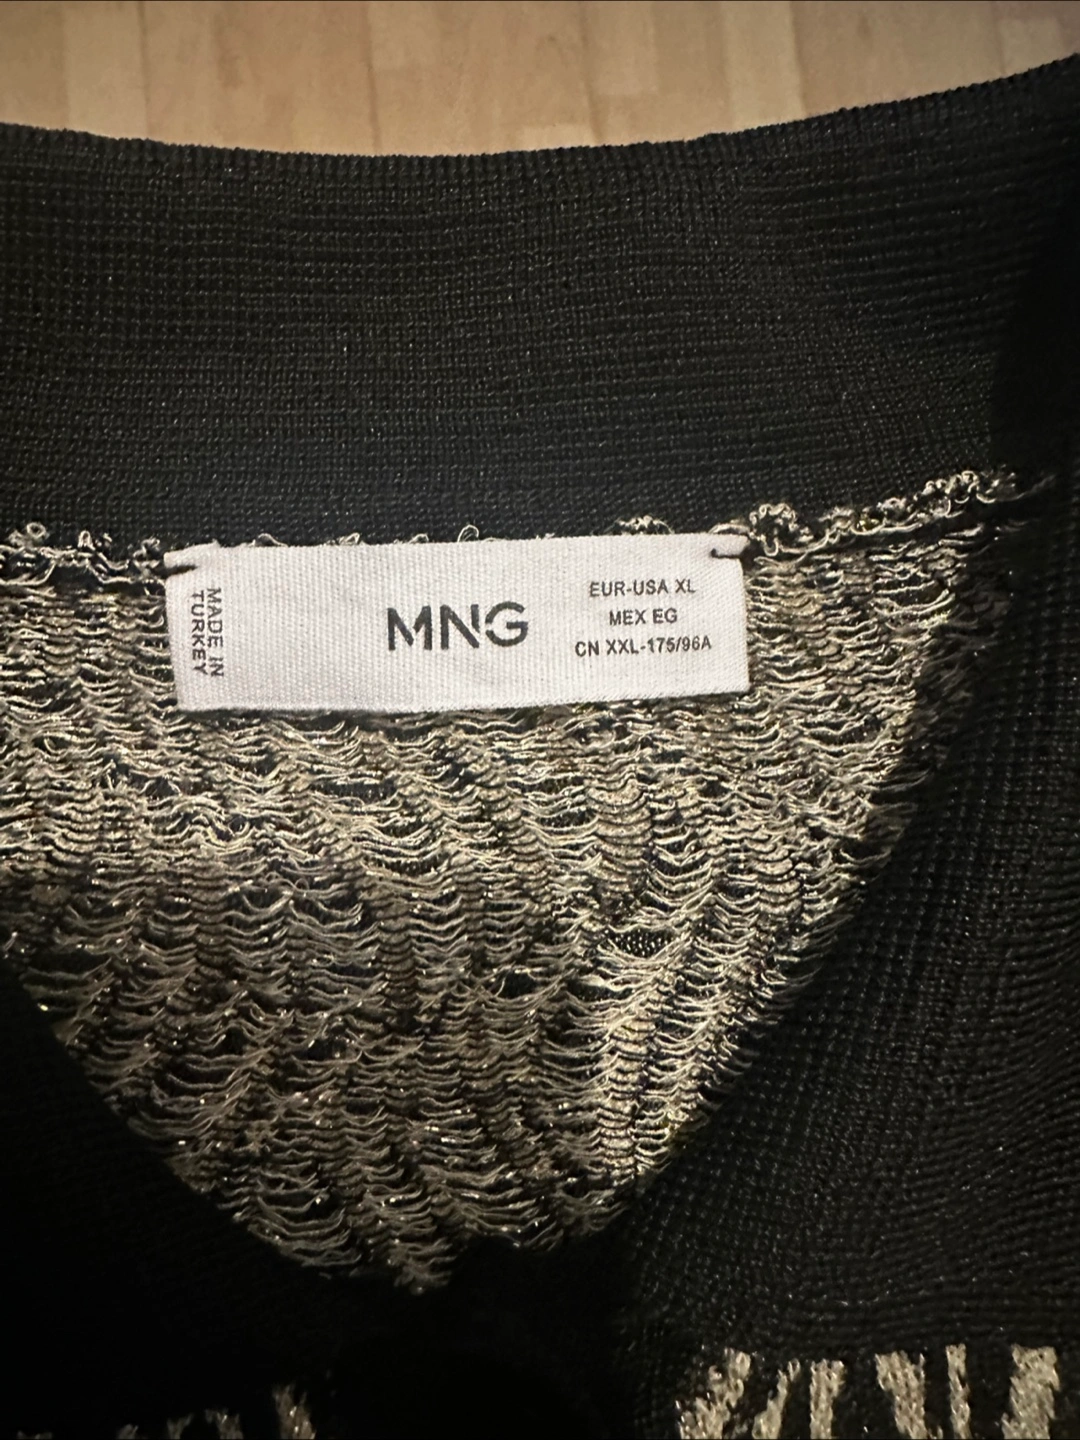 MADE IN
TURKEY
MNG
EUR-USA XL
MEX EG
CN XXL-175/96A